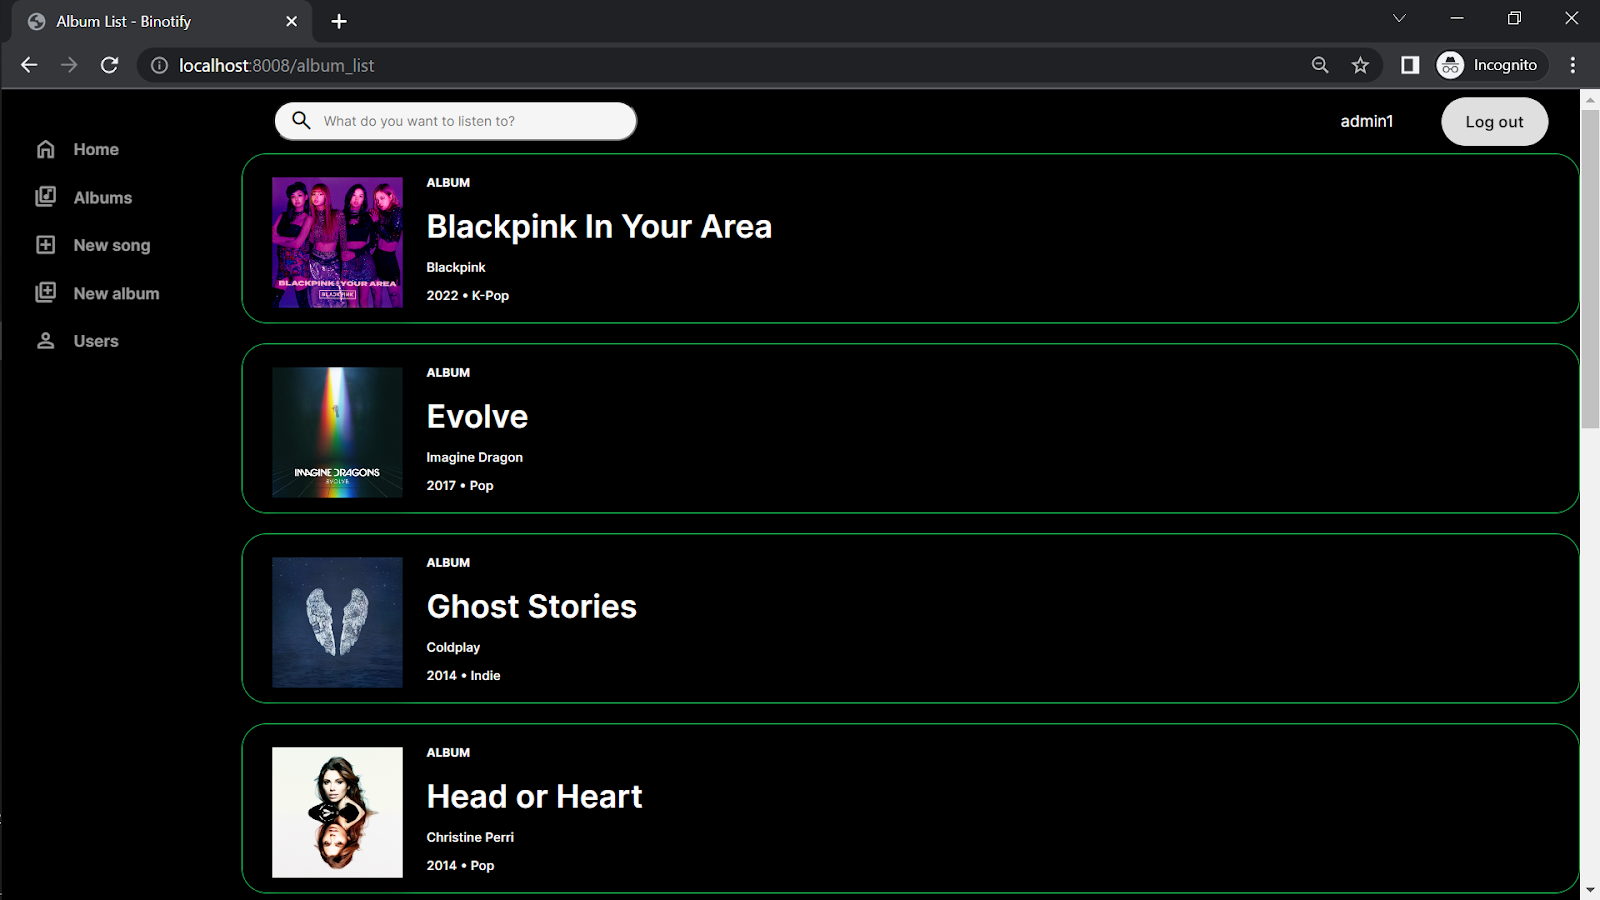 Album List - Binotify
localhost:8008/album_list
Incognito
What do you want to listen to?
admin1
Log out
Home
Albums
New song
New album
Users
ALBUM
Blackpink In Your Area
Blackpink
2022 • K-Pop
BLACKPINK IN YOUR AREA
BLACKPINK
ALBUM
Evolve
Imagine Dragon
2017 • Pop
IMAGINE DRAGONS
EVOLVE
ALBUM
Ghost Stories
Coldplay
2014 • Indie
ALBUM
Head or Heart
Christine Perri
2014 • Pop